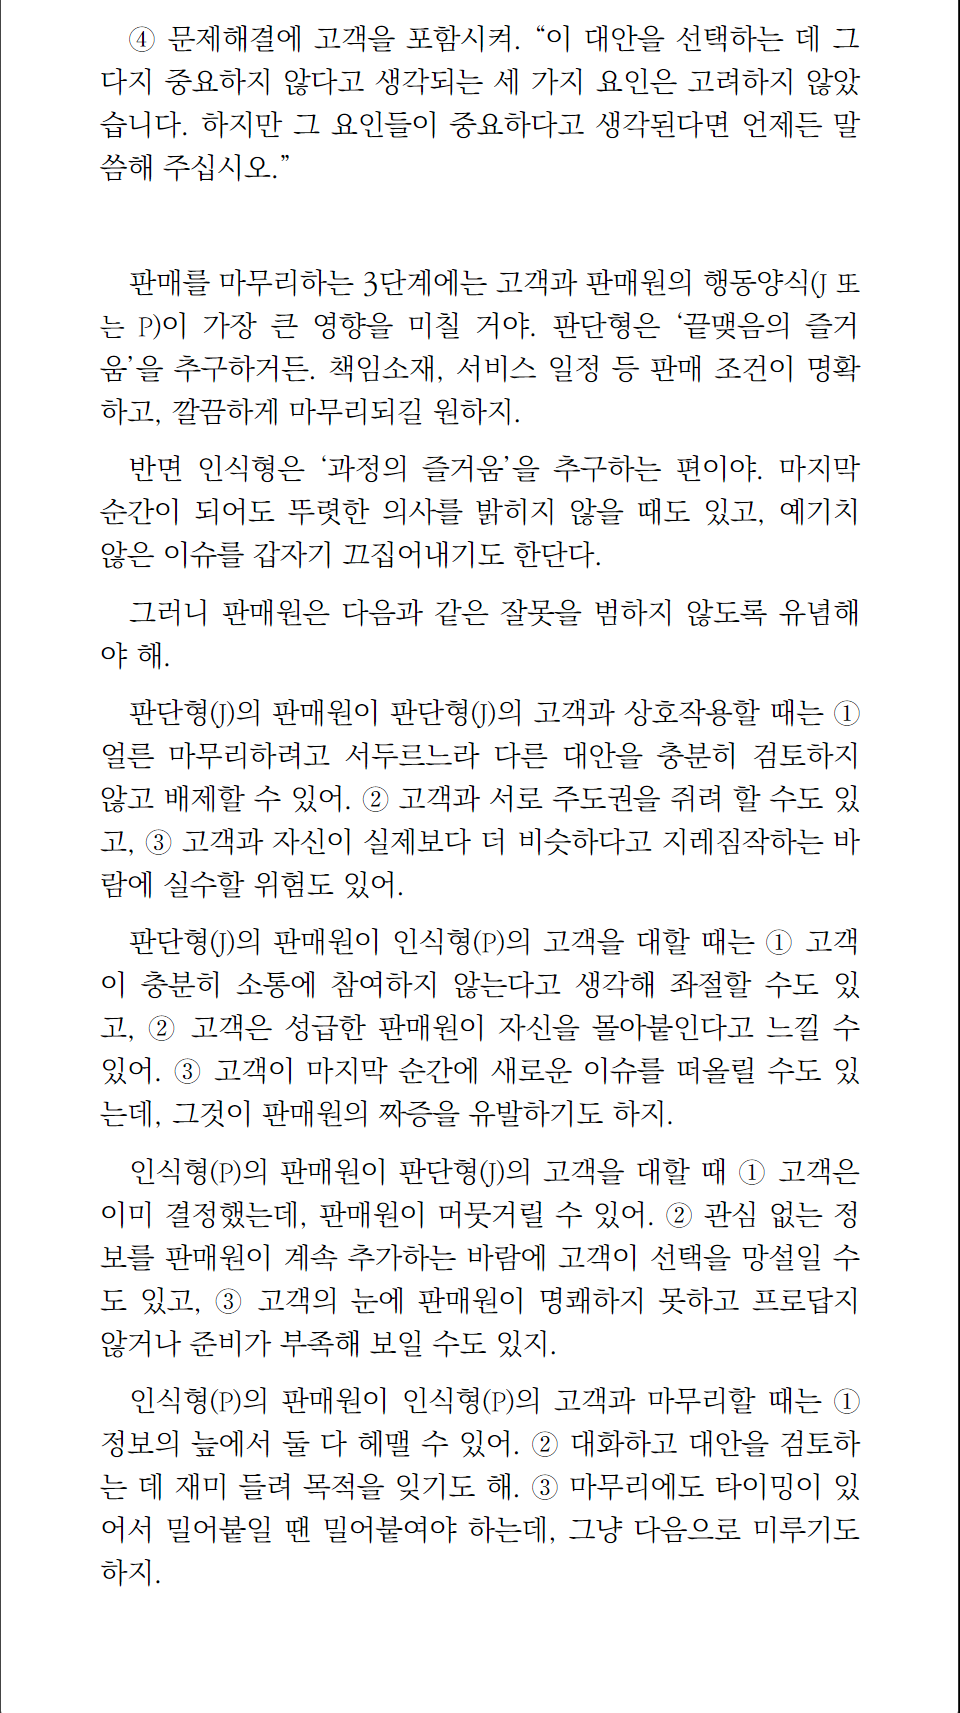 ④ 문제해결에 고객을 포함시켜. “이 대안을 선택하는 데 그
다지 중요하지 않다고 생각되는 세 가지 요인은 고려하지 않았
습니다. 하지만 그 요인들이 중요하다고 생각된다면 언제든 말
씀해 주십시오.”
판매를 마무리하는 3단계에는 고객과 판매원의 행동양식(J 또
는 P)이 가장 큰 영향을 미칠 거야. 판단형은 ‘끝맺음의 즐거
움’을 추구하거든. 책임소재, 서비스 일정 등 판매 조건이 명확
하고, 깔끔하게 마무리되길 원하지.
반면 인식형은 ‘과정의 즐거움’을 추구하는 편이야. 마지막
순간이 되어도 뚜렷한 의사를 밝히지 않을 때도 있고, 예기치
않은 이슈를 갑자기 끄집어내기도 한단다.
그러니 판매원은 다음과 같은 잘못을 범하지 않도록 유념해
야 해.
판단형(J)의 판매원이 판단형(J)의 고객과 상호작용할 때는 ①
얼른 마무리하려고 서두르느라 다른 대안을 충분히 검토하지
않고 배제할 수 있어. ② 고객과 서로 주도권을 쥐려 할 수도 있
고, ③ 고객과 자신이 실제보다 더 비슷하다고 지레짐작하는 바
람에 실수할 위험도 있어.
판단형(J)의 판매원이 인식형(P)의 고객을 대할 때는 ① 고객
이 충분히 소통에 참여하지 않는다고 생각해 좌절할 수도 있
고, ② 고객은 성급한 판매원이 자신을 몰아붙인다고 느낄 수
있어. ③ 고객이 마지막 순간에 새로운 이슈를 떠올릴 수도 있
는데, 그것이 판매원의 짜증을 유발하기도 하지.
인식형(P)의 판매원이 판단형(J)의 고객을 대할 때 ① 고객은
이미 결정했는데, 판매원이 머뭇거릴 수 있어. ② 관심 없는 정
보를 판매원이 계속 추가하는 바람에 고객이 선택을 망설일 수
도 있고, ③ 고객의 눈에 판매원이 명쾌하지 못하고 프로답지
않거나 준비가 부족해 보일 수도 있지.
인식형(P)의 판매원이 인식형(P)의 고객과 마무리할 때는 ①
정보의 늪에서 둘 다 헤맬 수 있어. ② 대화하고 대안을 검토하
는 데 재미 들려 목적을 잊기도 해. ③ 마무리에도 타이밍이 있
어서 밀어붙일 땐 밀어붙여야 하는데, 그냥 다음으로 미루기도
하지.